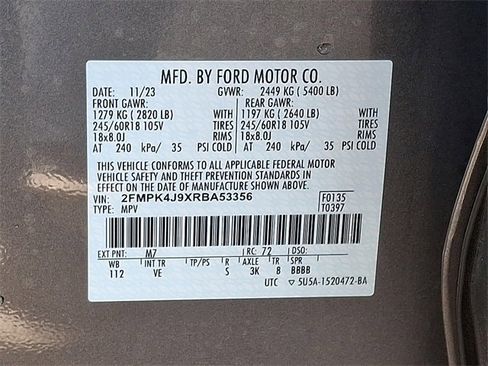 MFD. BY FORD MOTOR CO.
DATE: 11/23 GVWR: 2449 KG ( 5400 LB)
FRONT GAWR: REAR GAWR:
1279 KG ( 2820 LB) WITH 1197 KG ( 2640 LB) WITH
245/60R18 105V TIRES 245/60R18 105V TIRES
18x8.0J RIMS 18x8.0J RIMS
AT 240 kPa/ 35 PSI COLD AT 240 kPa/ 35 PSI COLD
THIS VEHICLE CONFORMS TO ALL APPLICABLE FEDERAL MOTOR
VEHICLE SAFETY AND THEFT PREVENTION STANDARDS IN
EFFECT ON THE DATE OF MANUFACTURE SHOWN ABOVE.
VIN: 2FMPK4J9XRBA53356 F0135
TYPE: MPV T0397
EXT PNT: M7 RC: 72
WB INT TR TP/PS R AXLE TR SPR
112 VE S 3K 8 BBBB
UTC ▽ 5U5A-1520472-BA